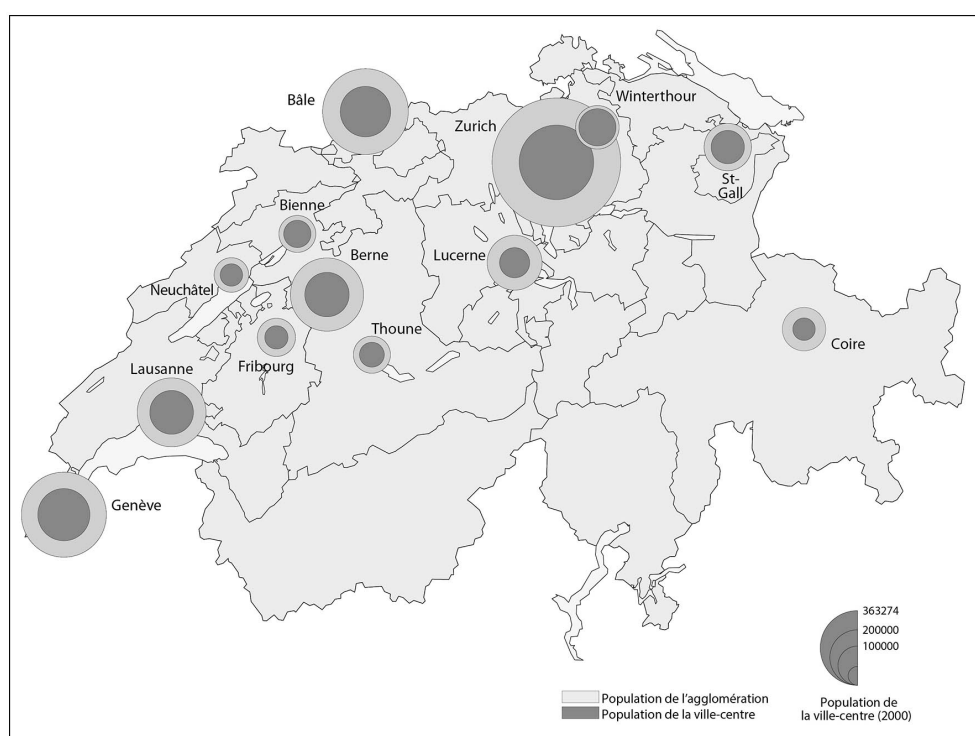 Bâle
Zurich
Winterthour
St-
Gall
Bienne
Berne
Lucerne
Neuchâtel
Thoune
Fribourg
Coire
Lausanne
Genève
363274
200000
100000
Population de l'agglomération
Population de la ville-centre
Population de
la ville-centre (2000)